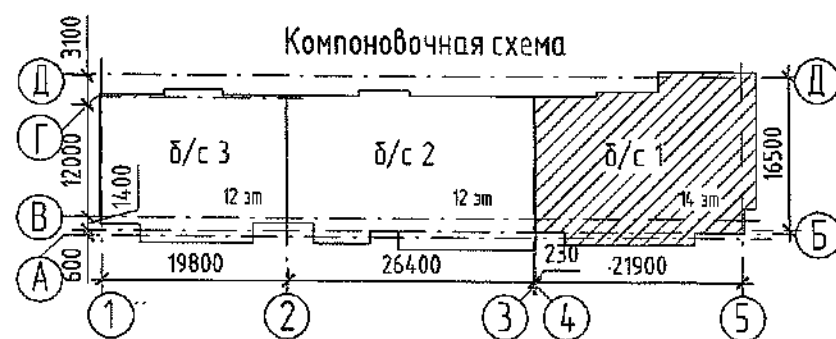 Компоновочная схема
3100
Д
Д
Г
12000
1400
б/с 3
б/с 2
б/с 1
16500
12 эт
12 эт
14 эт
В
Б
А
600
19800
26400
230
21900
1
2
3
4
5